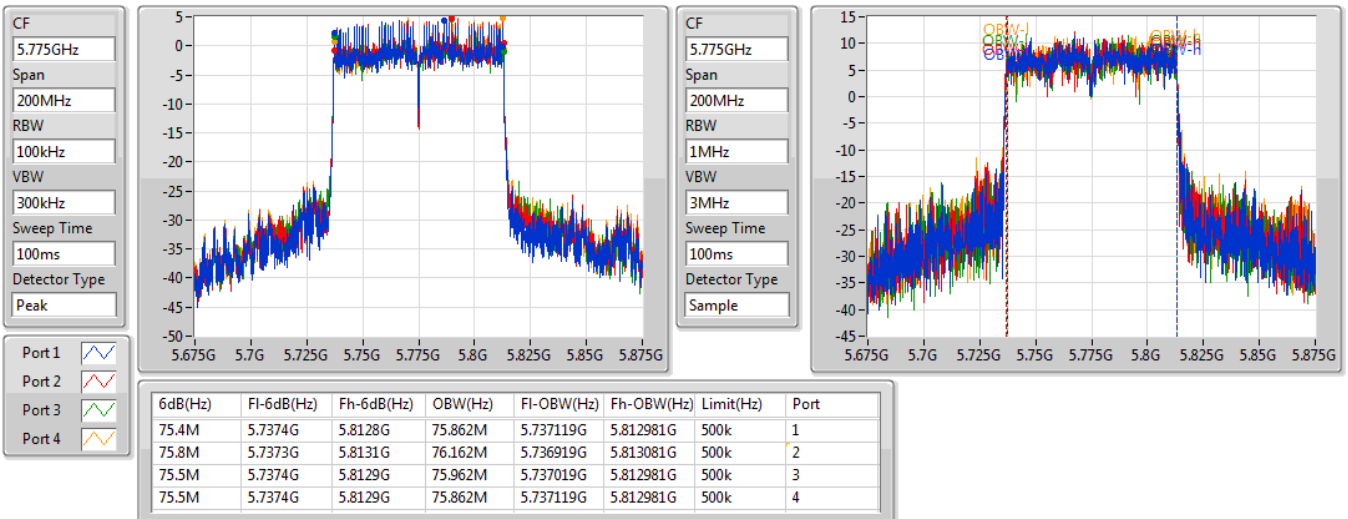 CF
5.775GHz
Span
200MHz
RBW
100kHz
VBW
300kHz
Sweep Time
100ms
Detector Type
Peak
5
0
-5
-10
-15
-20
-25
-30
-35
-40
-45
-50
5.675G 5.7G 5.725G 5.75G 5.775G 5.8G 5.825G 5.85G 5.875G
CF
5.775GHz
Span
200MHz
RBW
1MHz
VBW
3MHz
Sweep Time
100ms
Detector Type
Sample
15
10
5
0
-5
-10
-15
-20
-25
-30
-35
-40
-45
5.675G 5.7G 5.725G 5.75G 5.775G 5.8G 5.825G 5.85G 5.875G
Port 1
Port 2
Port 3
Port 4
6dB(Hz) Fl-6dB(Hz) Fh-6dB(Hz) OBW(Hz) Fl-OBW(Hz) Fh-OBW(Hz) Limit(Hz) Port
75.4M 5.7374G 5.8128G 75.862M 5.737119G 5.812981G 500k 1
75.8M 5.7373G 5.8131G 76.162M 5.736919G 5.813081G 500k 2
75.5M 5.7374G 5.8129G 75.962M 5.737019G 5.812981G 500k 3
75.5M 5.7374G 5.8129G 75.862M 5.737119G 5.812981G 500k 4